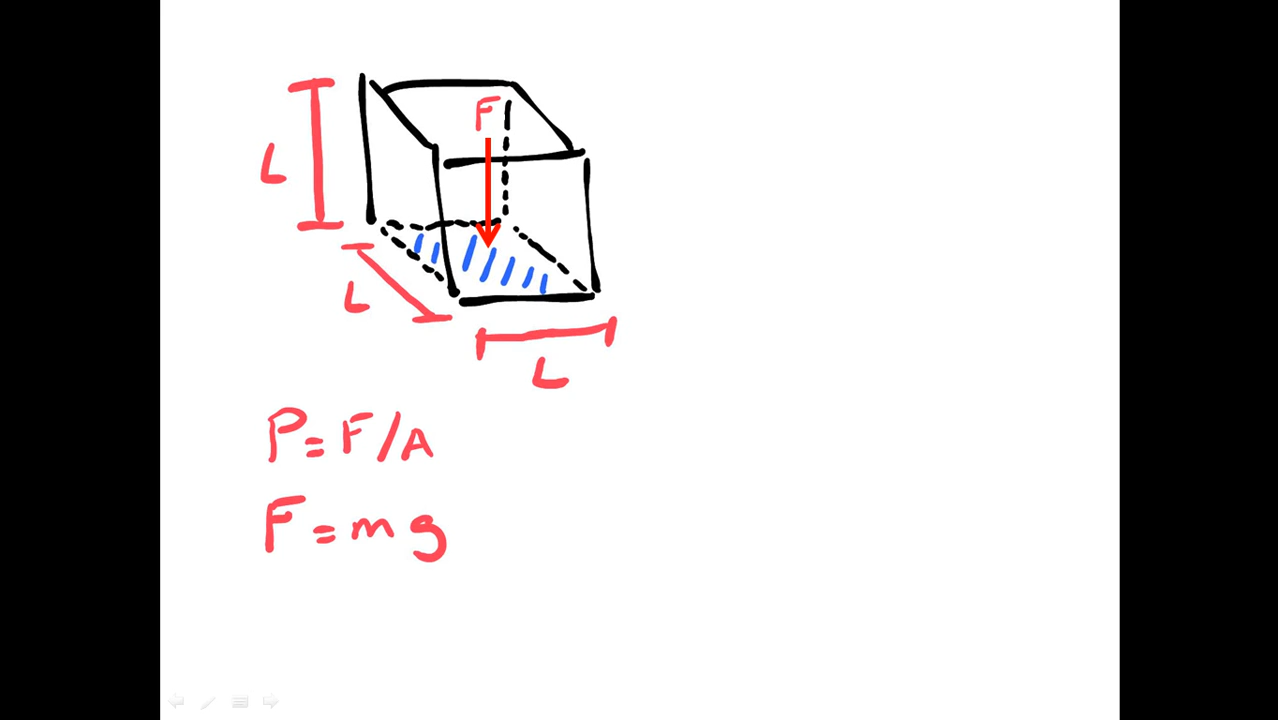 F
L
L
L
P = F/A
F = mg